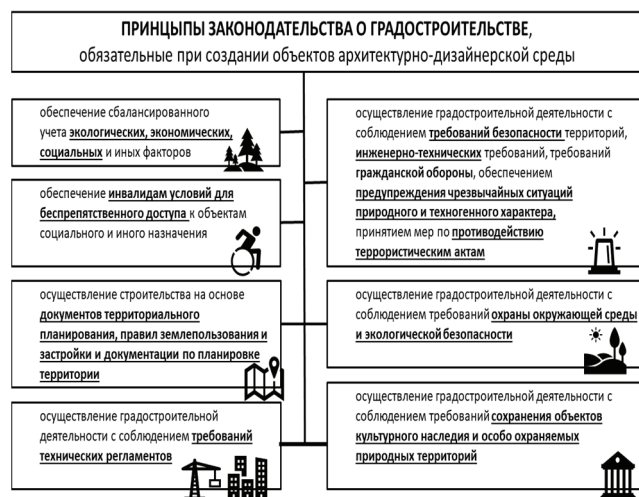 ПРИНЦЫПЫ ЗАКОНОДАТЕЛЬСТВА О ГРАДОСТРОИТЕЛЬСТВЕ,
обязательные при создании объектов архитектурно-дизайнерской среды
обеспечение сбалансированного
учета экологических, экономических,
социальных и иных факторов
обеспечение инвалидам условий для
беспрепятственного доступа к объектам
социального и иного назначения
осуществление строительства на основе
документов территориального
планирования, правил землепользования и
застройки и документации по планировке
территории
осуществление градостроительной
деятельности с соблюдением требований
технических регламентов
осуществление градостроительной деятельности с
соблюдением требований безопасности территорий,
инженерно-технических требований, требований
гражданской обороны, обеспечением
предупреждения чрезвычайных ситуаций
природного и техногенного характера,
принятием мер по противодействию
террористическим актам
осуществление градостроительной деятельности с
соблюдением требований охраны окружающей среды
и экологической безопасности
осуществление градостроительной деятельности с
соблюдением требований сохранения объектов
культурного наследия и особо охраняемых
природных территорий